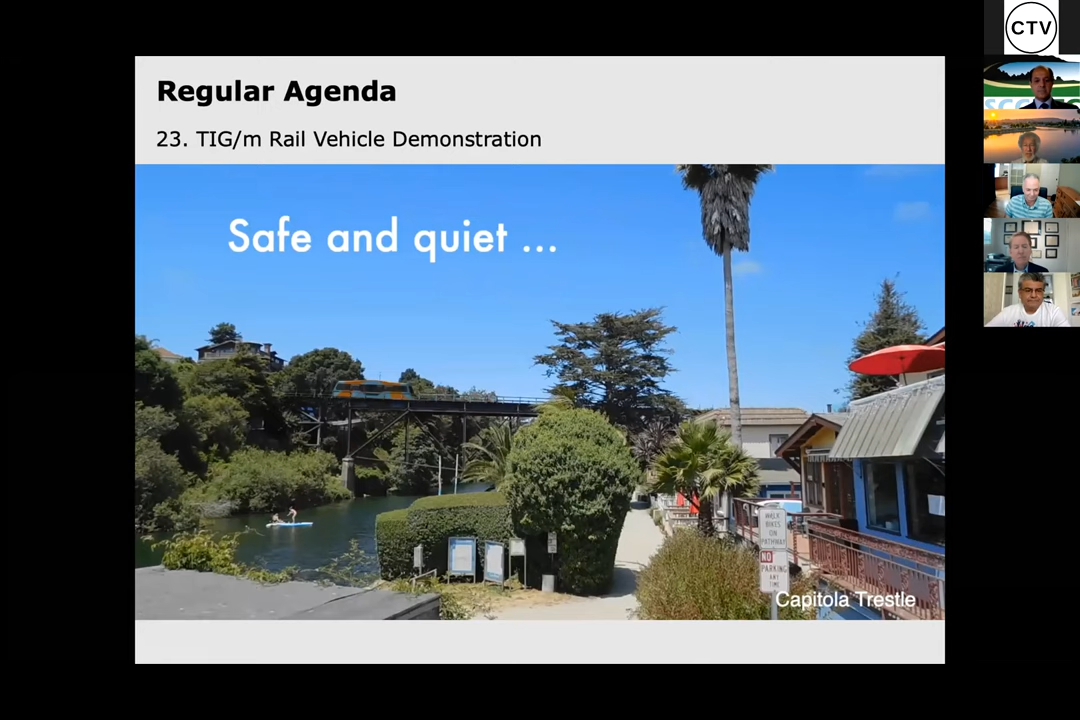 Regular Agenda
23. TIG/m Rail Vehicle Demonstration
Safe and quiet ...
WALK
BIKES
ON
PATHWAY
NO
PARKING
ANY
TIME
Capitola Trestle
CTV